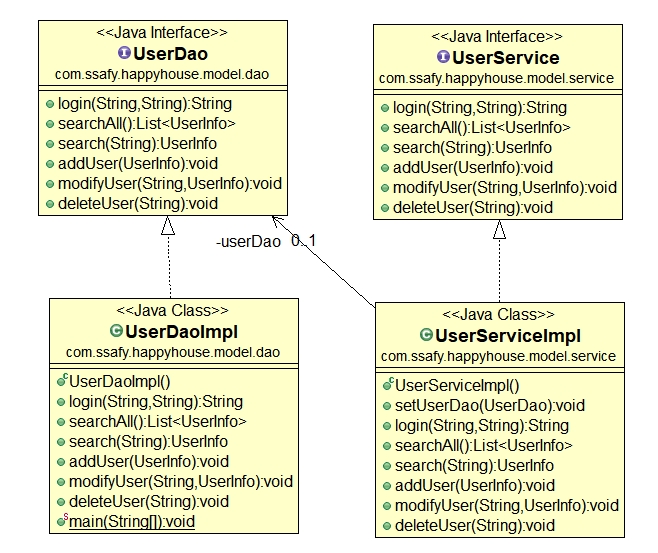 <<Java Interface>>
UserDao
com.ssafy.happyhouse.model.dao
login(String,String):String
searchAll():List<UserInfo>
search(String):UserInfo
addUser(UserInfo):void
modifyUser(String,UserInfo):void
deleteUser(String):void
<<Java Interface>>
UserService
com.ssafy.happyhouse.model.service
login(String,String):String
searchAll():List<UserInfo>
search(String):UserInfo
addUser(UserInfo):void
modifyUser(String,UserInfo):void
deleteUser(String):void
-userDao 0..1
<<Java Class>>
UserDaoImpl
com.ssafy.happyhouse.model.dao
UserDaoImpl()
login(String,String):String
searchAll():List<UserInfo>
search(String):UserInfo
addUser(UserInfo):void
modifyUser(String,UserInfo):void
deleteUser(String):void
main(String[]):void
<<Java Class>>
UserServiceImpl
com.ssafy.happyhouse.model.service
UserServiceImpl()
setUserDao(UserDao):void
login(String,String):String
searchAll():List<UserInfo>
search(String):UserInfo
addUser(UserInfo):void
modifyUser(String,UserInfo):void
deleteUser(String):void